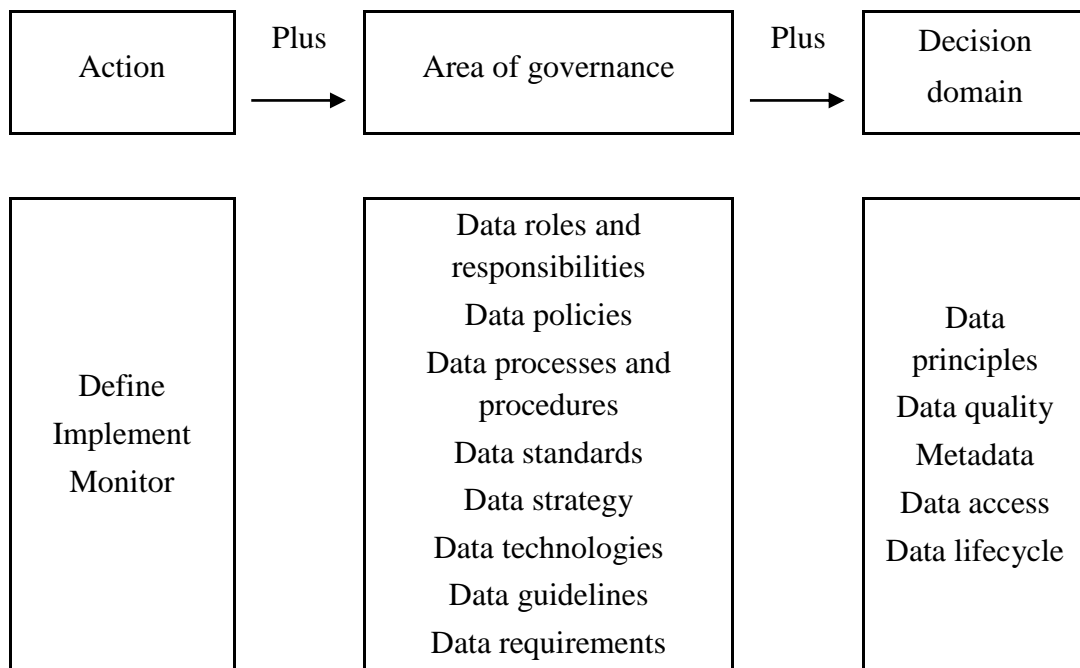 Action
Plus
Area of governance
Plus
Decision
domain
Define
Implement
Monitor
Data roles and
responsibilities
Data policies
Data processes and
procedures
Data standards
Data strategy
Data technologies
Data guidelines
Data requirements
Data
principles
Data quality
Metadata
Data access
Data lifecycle